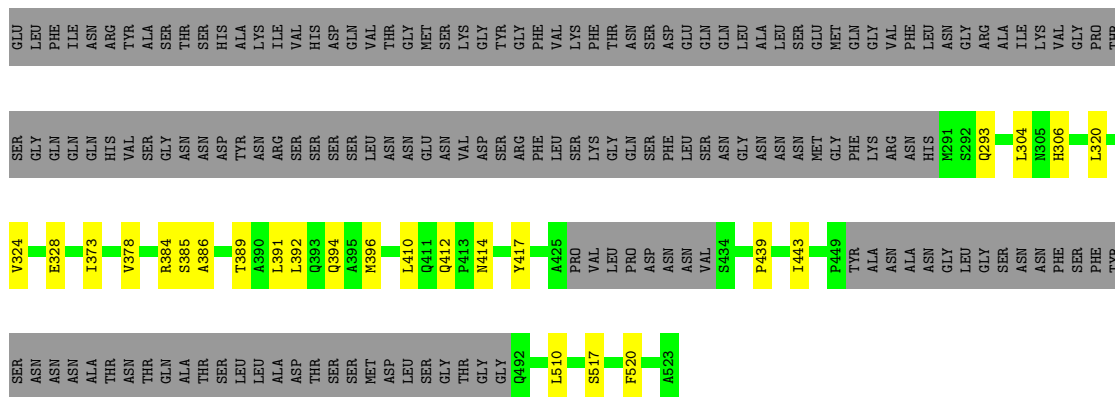 GLU LEU PHE ILE ASN ARG TYR ALA SER THR SER HIS ALA LYS ILE VAL HIS ASP SER GLN VAL THR GLY MET SER LYS GLY TYR GLY PHE VAL LYS PHE THR ASN SER ASP GLU GLN GLN LEU ALA LEU SER GLU MET GLN GLY VAL PHE LEU ASN GLY ARG ALA ILE LYS VAL GLY PRO THR
SER GLY GLN GLN GLN HIS VAL SER GLY ASN ASN ASP TYR ASN ARG SER SER SER SER LEU ASN ASN GLU ASN VAL ASP SER ARG PHE LEU SER LYS GLY GLN SER PHE LEU SER ASN GLY ASN ASN ASN MET GLY PHE LYS ARG ASN HIS M291 S292 Q293 L304 N305 H306 L320
V324 E328 I373 V378 R384 S385 A386 T389 A390 L391 L392 Q393 Q394 A395 M396 L410 Q411 Q412 P413 N414 Y417 A425 PRO VAL LEU PRO ASP ASN ASN VAL S434 P439 I443 P449 TYR ALA ASN ALA ASN GLY LEU GLY SER ASN ASN PHE SER PHE TYR
SER ASN ASN ASN ALA THR ASN THR GLN ALA THR SER LEU LEU ALA ASP THR SER SER MET ASP LEU SER GLY THR GLY GLY Q492 L510 S517 F520 A523